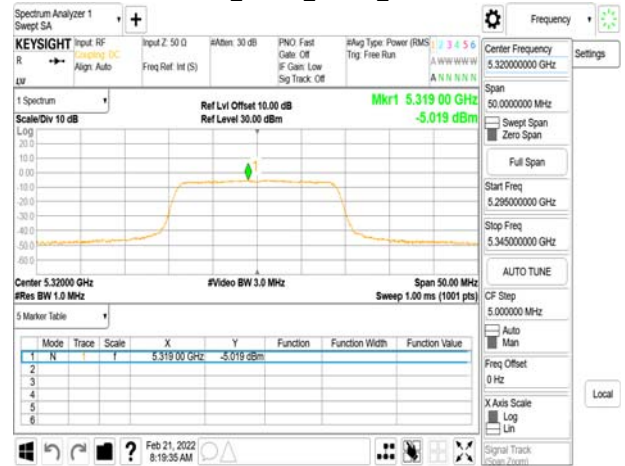 Spectrum Analyzer 1
Swept SA
Frequency
KEYSIGHT
Input: RF
Coupling: DC
Align: Auto
Input Z: 50 Ω
Freq Ref: Int (S)
#Atten: 30 dB
PNO: Fast
Gate: Off
IF Gain: Low
Sig Track: Off
#Avg Type: Power (RMS
Trig: Free Run
1 2 3 4 5 6
A W W W W W
A N N N N N
R
LV
Center Frequency
5.320000000 GHz
Settings
Span
50.0000000 MHz
Swept Span
Zero Span
Full Span
Start Freq
5.295000000 GHz
Stop Freq
5.345000000 GHz
AUTO TUNE
CF Step
5.000000 MHz
Auto
Man
Freq Offset
0 Hz
X Axis Scale
Log
Lin
Local
Signal Track
(Span Zoom)
1 Spectrum
Scale/Div 10 dB
Ref Lvl Offset 10.00 dB
Ref Level 30.00 dBm
Mkr1 5.319 00 GHz
-5.019 dBm
Log
20.0
10.0
0.00
-10.0
-20.0
-30.0
-40.0
-50.0
-60.0
1
Center 5.32000 GHz
#Res BW 1.0 MHz
#Video BW 3.0 MHz
Span 50.00 MHz
Sweep 1.00 ms (1001 pts)
5 Marker Table
Mode Trace Scale X Y Function Function Width Function Value
1 N 1 f 5.319 00 GHz -5.019 dBm
2
3
4
5
6
? Feb 21, 2022
8:19:35 AM